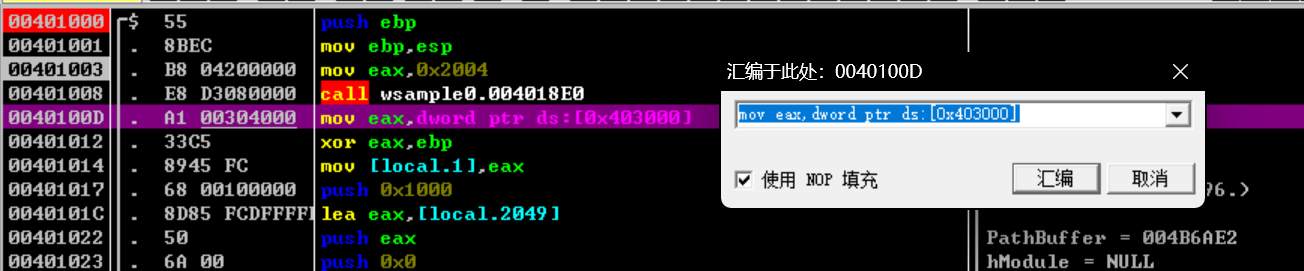 00401000 $ 55 push ebp
00401001 . 8BEC mov ebp,esp
00401003 . B8 04200000 mov eax,0x2004
00401008 . E8 D3080000 call wsample0.004018E0
0040100D . A1 00304000 mov eax,dword ptr ds:[0x403000]
00401012 . 33C5 xor eax,ebp
00401014 . 8945 FC mov [local.1],eax
00401017 . 68 00100000 push 0x1000
0040101C . 8D85 FCDFFFFF lea eax,[local.2049]
00401022 . 50 push eax
00401023 . 6A 00 push 0x0
汇编于此处：0040100D
mov eax,dword ptr ds:[0x403000]
使用 NOP 填充
汇编
取消
96.)
PathBuffer = 004B6AE2
hModule = NULL